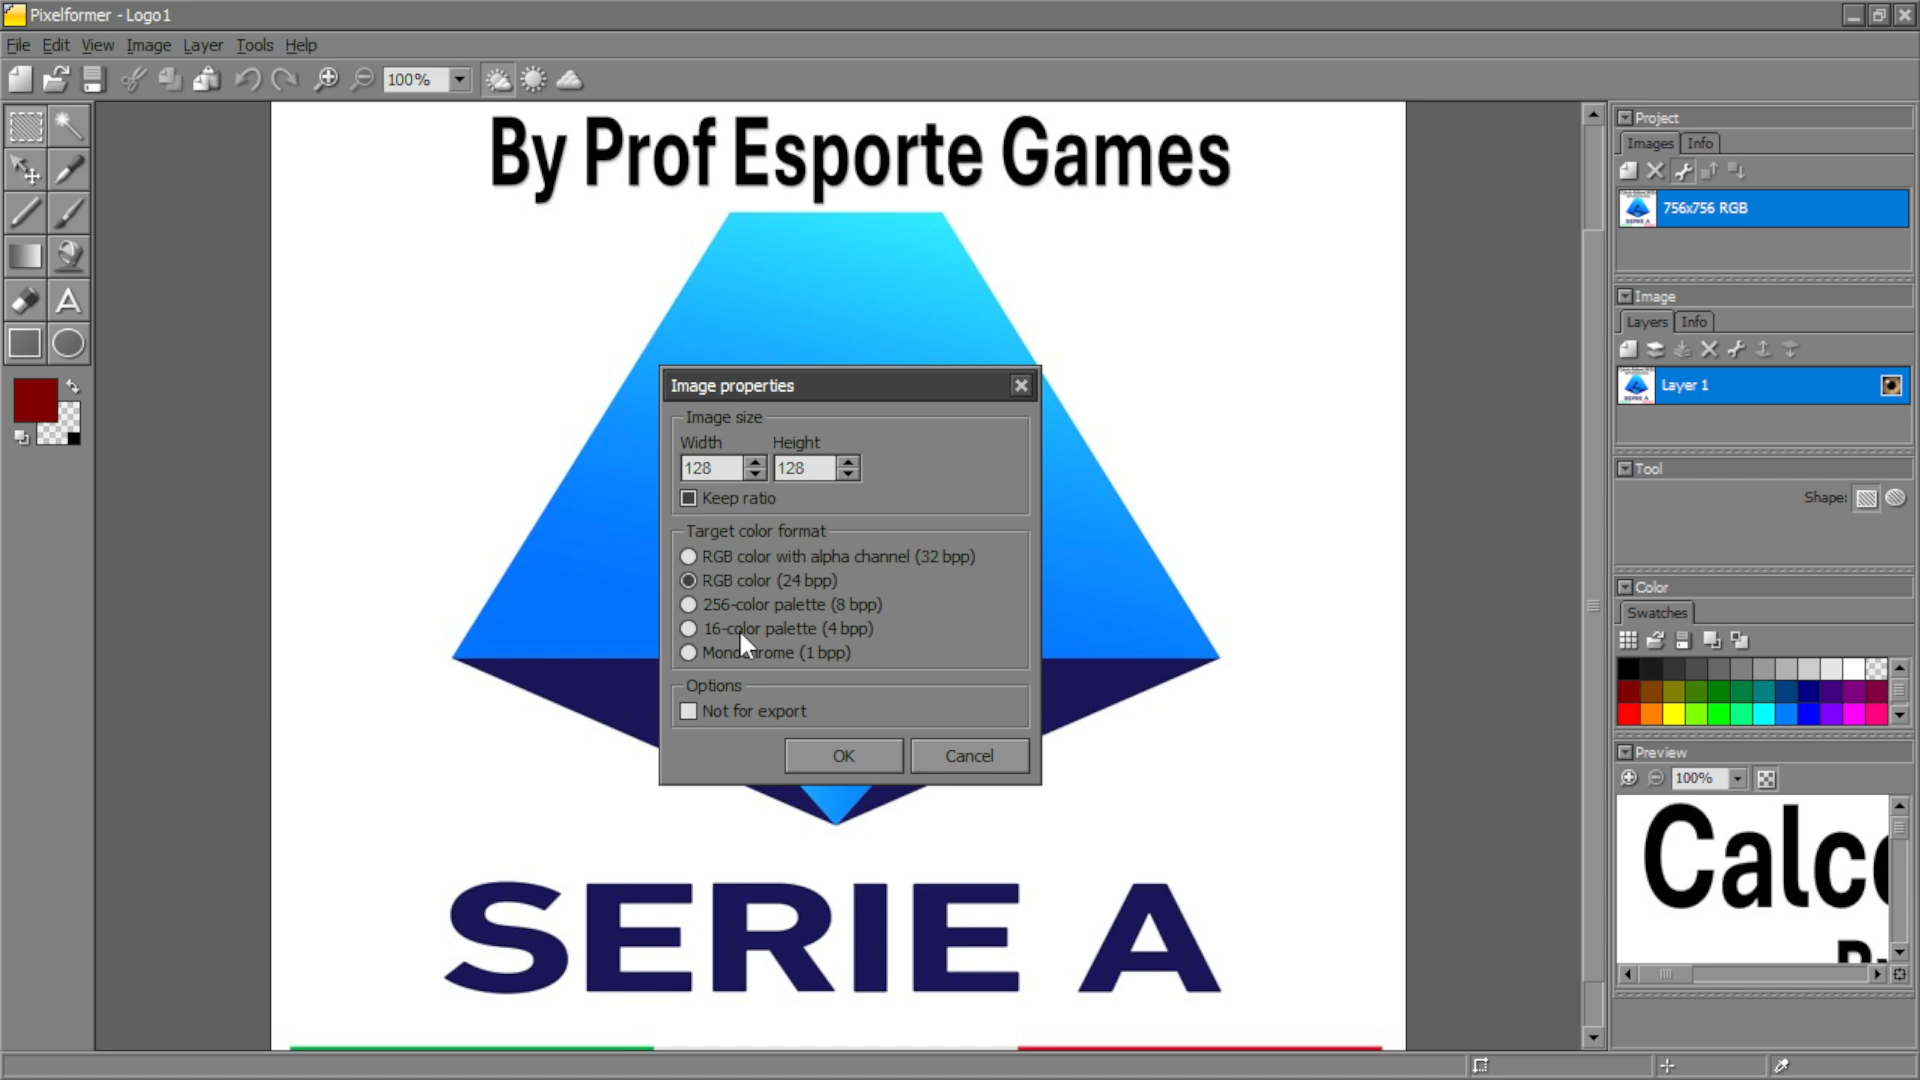 Pixelformer - Logo1
File Edit View Image Layer Tools Help
100%
By Prof Esporte Games
SERIE A
Image properties
Image size
Width Height
128 128
Keep ratio
Target color format
RGB color with alpha channel (32 bpp)
RGB color (24 bpp)
256-color palette (8 bpp)
16-color palette (4 bpp)
Monochrome (1 bpp)
Options
Not for export
OK Cancel
Project
Images Info
756x756 RGB
Image
Layers Info
Layer 1
Tool
Shape:
Color
Swatches
Preview
100%
Calc